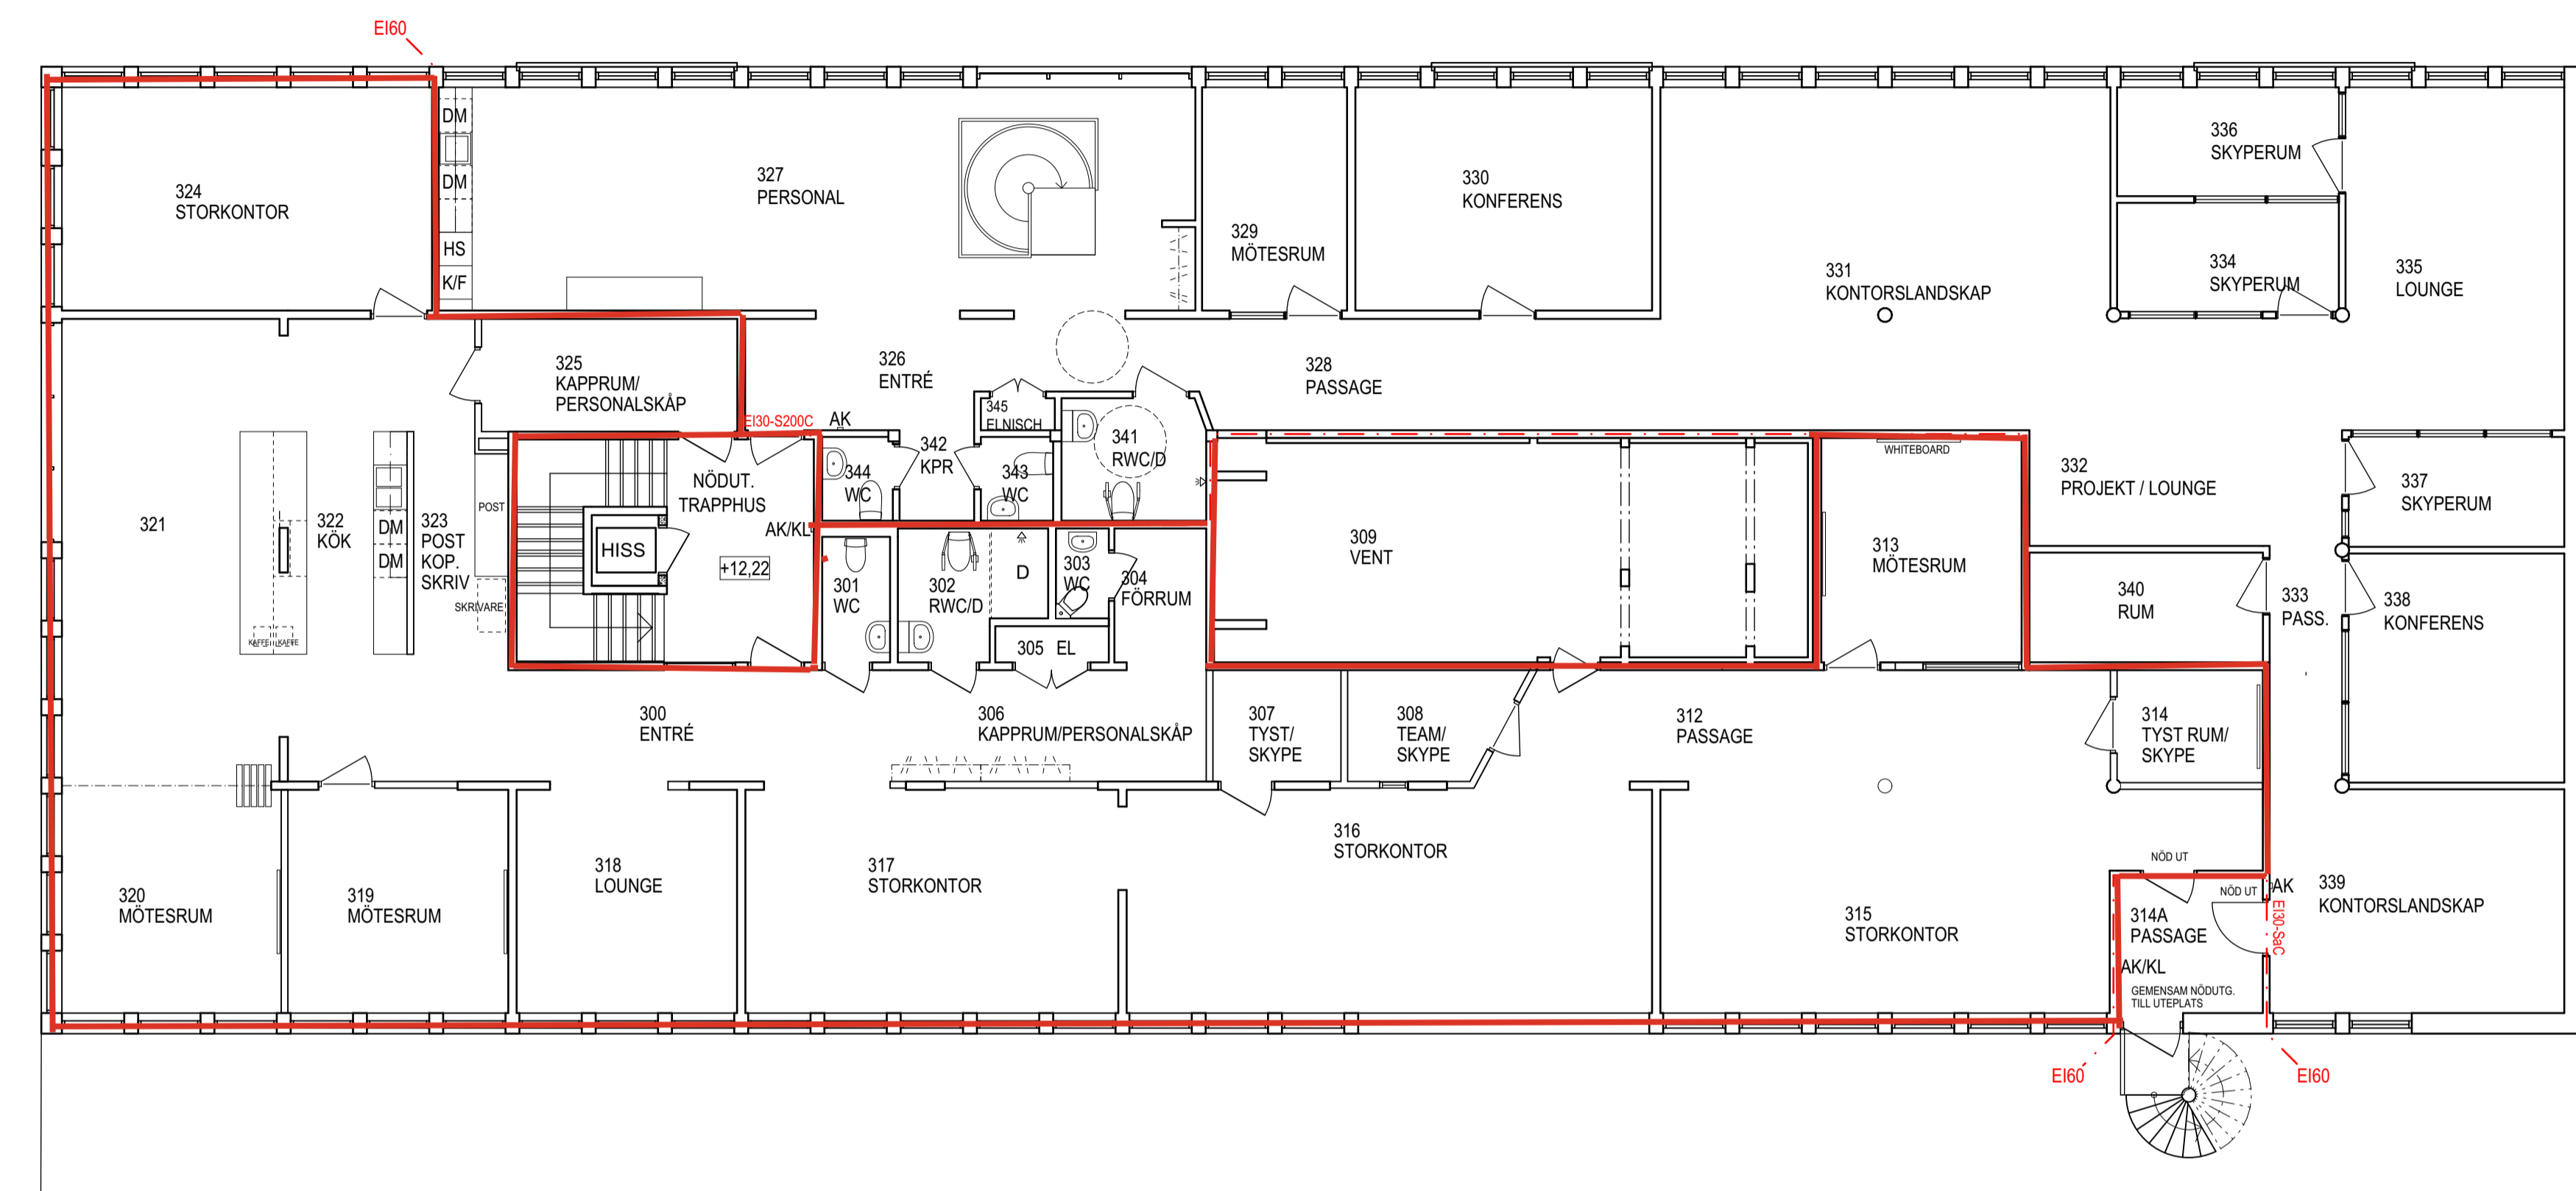 EI60
324
STORKONTOR
DM
DM
HS
K/F
327
PERSONAL
329
MÖTESRUM
330
KONFERENS
331
KONTORSLANDSKAP
336
SKYPERUM
334
SKYPERUM
335
LOUNGE
325
KAPPRUM/
PERSONALSKÅP
326
ENTRÉ
328
PASSAGE
EI30-S200C
AK
345
ELNISCH
342
KPR
341
RWC/D
344
WC
343
WC
NÖDUT.
TRAPPHUS
AK/KL
HISS
+12,22
321
322
KÖK
DM
DM
323
POST
KOP.
SKRIV
POST
SKRIVARE
KAFFE
KAFFE
301
WC
302
RWC/D
D
303
WC
304
FÖRRUM
305 EL
309
VENT
WHITEBOARD
313
MÖTESRUM
332
PROJEKT / LOUNGE
337
SKYPERUM
340
RUM
333
PASS.
338
KONFERENS
300
ENTRÉ
306
KAPPRUM/PERSONALSKÅP
307
TYST/
SKYPE
308
TEAM/
SKYPE
312
PASSAGE
314
TYST RUM/
SKYPE
320
MÖTESRUM
319
MÖTESRUM
318
LOUNGE
317
STORKONTOR
316
STORKONTOR
315
STORKONTOR
NÖD UT
NÖD UT
AK
EI30-SaC
314A
PASSAGE
AK/KL
GEMENSAM NÖDUTG.
TILL UTEPLATS
339
KONTORSLANDSKAP
EI60
EI60